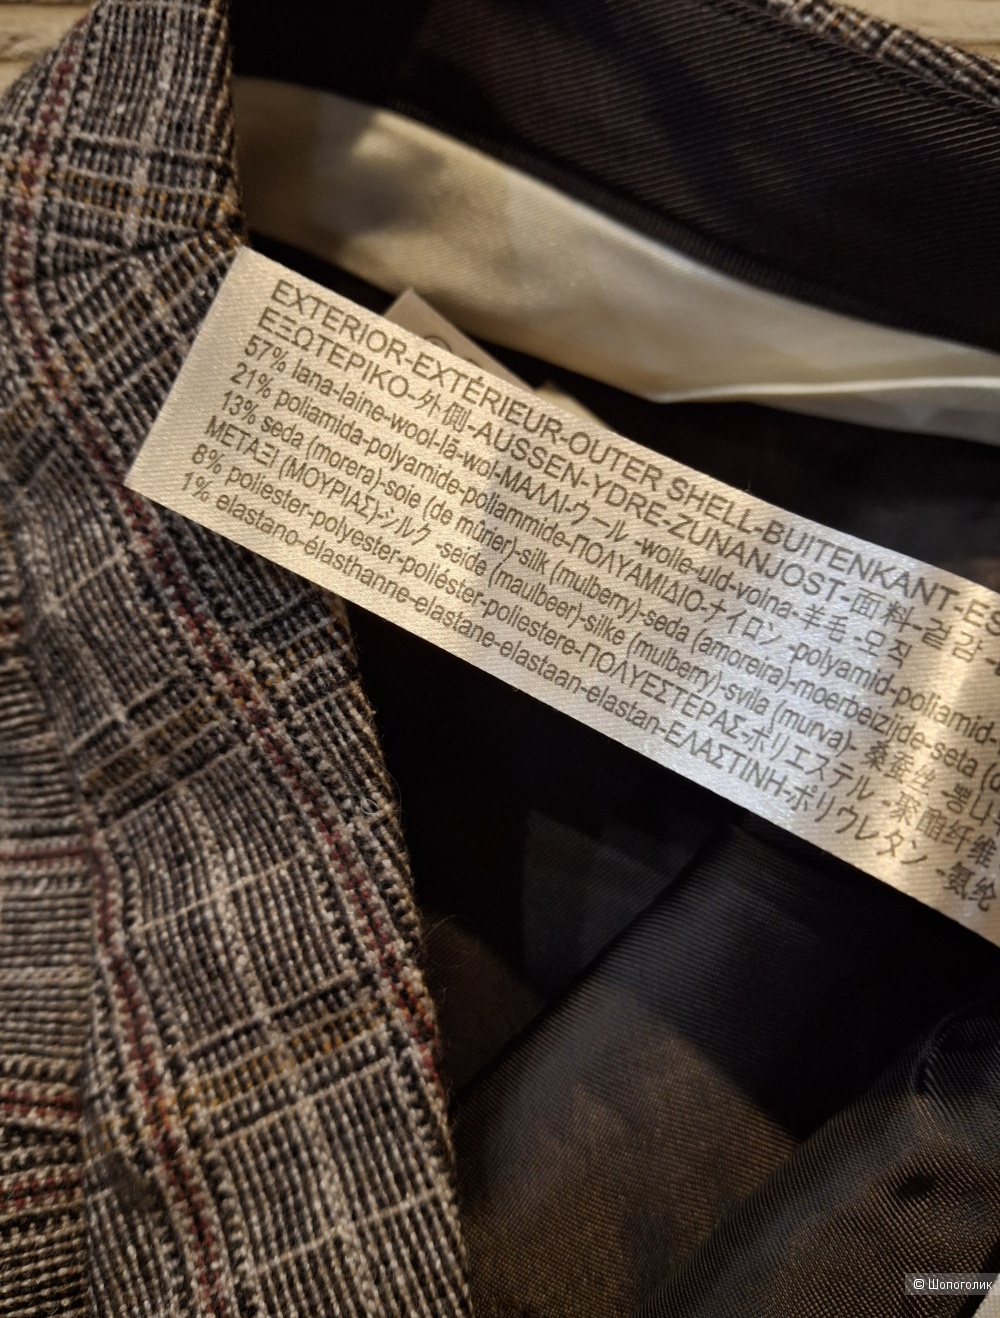 EXTERIOR-EXTÉRIEUR-OUTER SHELL-BUITENKANT-ES
ΕΞΩΤΕΡΙΚΟ-外側-AUSSEN-YDRE-ZUNANJOST-面料-겉감-
57% lana-laine-wool-lã-wol-ΜΑΛΛΙ-ウール -wolle-uld-volna- 羊毛 -모직
21% poliamida-polyamide-poliammide-ΠΟΛΥΑΜΙΔΙΟ-ナイロン -polyamid-poliamid-
13% seda (morera)-soie (de mûrier)-silk (mulberry)-seda (amoreira)-moerbeizijde-seta (
ΜΕΤΑΞΙ (ΜΟΥΡΙΑΣ)-シルク -seide (maulbeer)-silke (mulberry)-svila (murva)- 桑蚕丝 -뽕나
8% poliester-polyester-poliéster-poliestere-ΠΟΛΥΕΣΤΕΡΑΣ-ポリエステル -聚酯纤维
1% elastano-élasthanne-elastane-elastaan-elastan-ΕΛΑΣΤΙΝΗ-ポリウレタン -氨纶
© Шопоголик